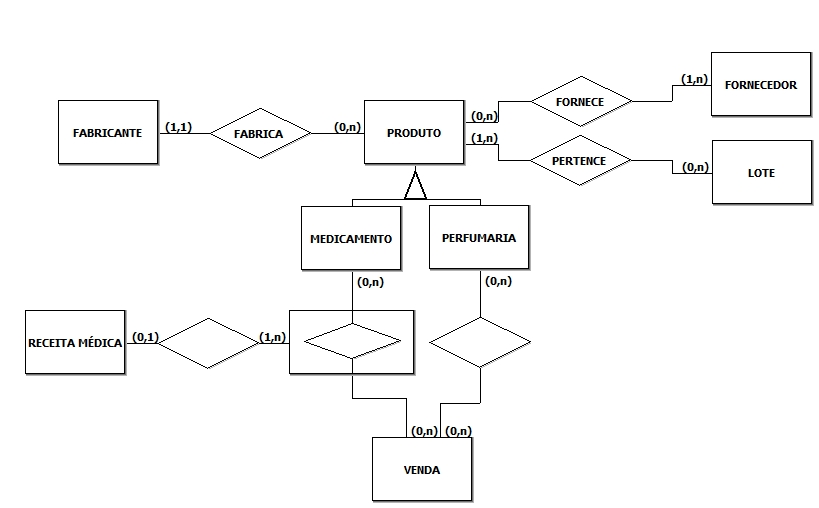 (1,n)
FORNECEDOR
FORNECE
FABRICANTE
(1,1)
FABRICA
(0,n)
PRODUTO
(0,n)
(1,n)
PERTENCE
(0,n)
LOTE
MEDICAMENTO
PERFUMARIA
(0,n)
(0,n)
RECEITA MÉDICA
(0,1)
(1,n)
(0,n)
(0,n)
VENDA